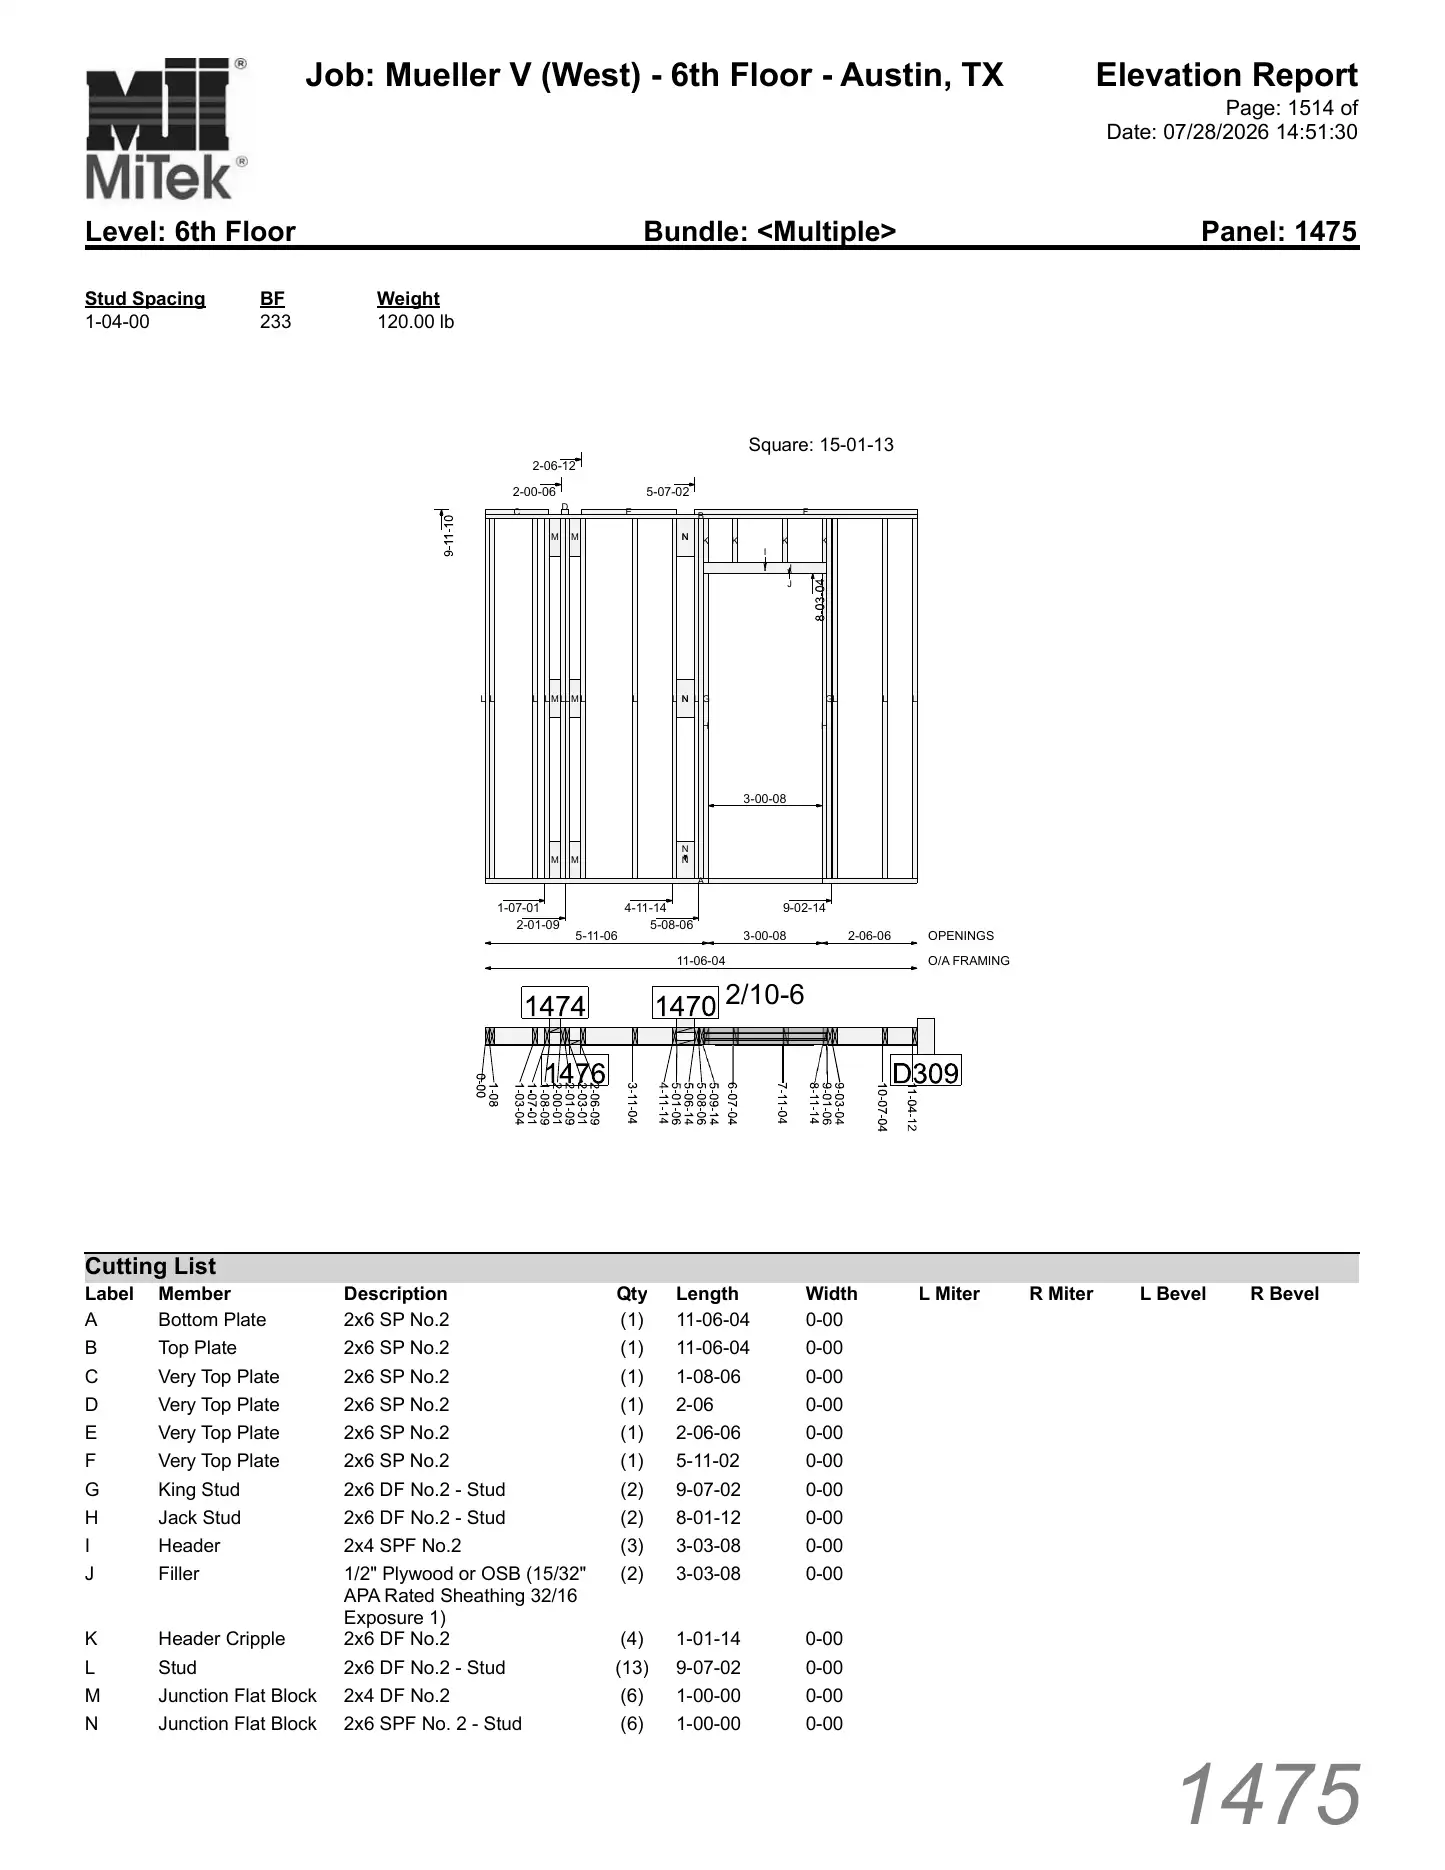 MiTek®
Job: Mueller V (West) - 6th Floor - Austin, TX
Elevation Report
Page: 1514 of
Date: 07/28/2026 14:51:30
Level: 6th Floor Bundle: <Multiple> Panel: 1475
Stud Spacing BF Weight
1-04-00 233 120.00 lb
Square: 15-01-13
2-06-12
2-00-06 5-07-02
C D E B F
9-11-10
M M N K K K K
I
J
8-03-04
L L L L M L L M L L L N L G G L L L
H H
3-00-08
N
M M N
A
1-07-01 4-11-14 9-02-14
2-01-09 5-08-06
5-11-06 3-00-08 2-06-06 OPENINGS
11-06-04 O/A FRAMING
1474 1470 2/10-6
1476 D309
0-00 1-08 1-03-04 1-07-01 1-08-09 2-00-01 2-01-09 2-03-01 2-06-09 3-11-04 4-11-14 5-01-06 5-06-14 5-08-06 5-09-14 6-07-04 7-11-04 8-11-14 9-01-06 9-03-04 10-07-04 11-04-12
Cutting List
Label Member Description Qty Length Width L Miter R Miter L Bevel R Bevel
A Bottom Plate 2x6 SP No.2 (1) 11-06-04 0-00
B Top Plate 2x6 SP No.2 (1) 11-06-04 0-00
C Very Top Plate 2x6 SP No.2 (1) 1-08-06 0-00
D Very Top Plate 2x6 SP No.2 (1) 2-06 0-00
E Very Top Plate 2x6 SP No.2 (1) 2-06-06 0-00
F Very Top Plate 2x6 SP No.2 (1) 5-11-02 0-00
G King Stud 2x6 DF No.2 - Stud (2) 9-07-02 0-00
H Jack Stud 2x6 DF No.2 - Stud (2) 8-01-12 0-00
I Header 2x4 SPF No.2 (3) 3-03-08 0-00
J Filler 1/2" Plywood or OSB (15/32" (2) 3-03-08 0-00
APA Rated Sheathing 32/16
Exposure 1)
K Header Cripple 2x6 DF No.2 (4) 1-01-14 0-00
L Stud 2x6 DF No.2 - Stud (13) 9-07-02 0-00
M Junction Flat Block 2x4 DF No.2 (6) 1-00-00 0-00
N Junction Flat Block 2x6 SPF No. 2 - Stud (6) 1-00-00 0-00
1475